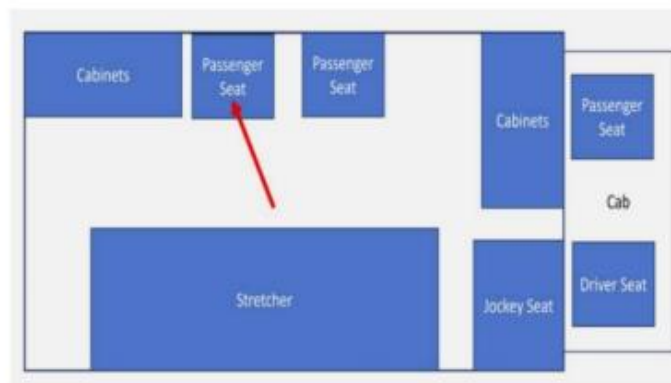 Cabinets
Passenger
Seat
Passenger
Seat
Cabinets
Passenger
Seat
Cab
Stretcher
Jockey Seat
Driver Seat